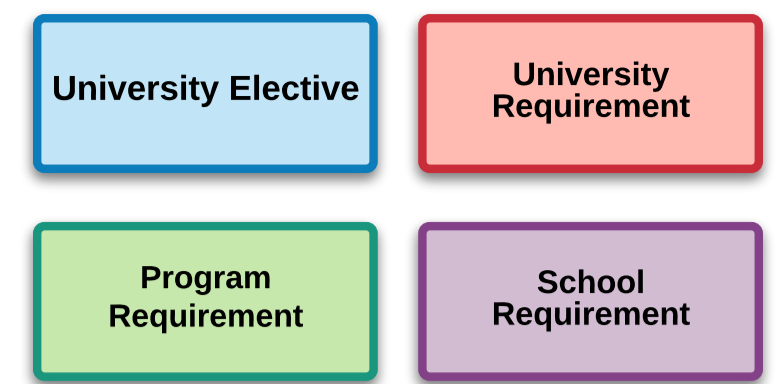 University Elective
University
Requirement
Program
Requirement
School
Requirement